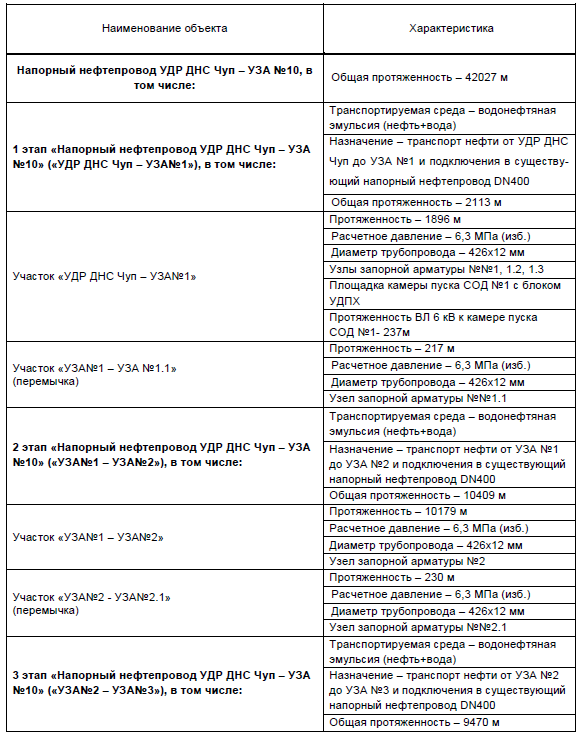 Наименование объекта
Характеристика
Напорный нефтепровод УДР ДНС Чуп – УЗА №10, в
том числе:
Общая протяженность – 42027 м
1 этап «Напорный нефтепровод УДР ДНС Чуп – УЗА
№10» («УДР ДНС Чуп – УЗА№1»), в том числе:
Транспортируемая среда – водонефтяная
эмульсия (нефть+вода)
Назначение – транспорт нефти от УДР ДНС
Чуп до УЗА №1 и подключения в существу-
ющий напорный нефтепровод DN400
Общая протяженность – 2113 м
Участок «УДР ДНС Чуп – УЗА№1»
Протяженность – 1896 м
Расчетное давление – 6,3 МПа (изб.)
Диаметр трубопровода – 426х12 мм
Узлы запорной арматуры №№1, 1.2, 1.3
Площадка камеры пуска СОД №1 с блоком
УДПХ
Протяженность ВЛ 6 кВ к камере пуска
СОД №1- 237м
Участок «УЗА№1 – УЗА №1.1»
(перемычка)
Протяженность – 217 м
Расчетное давление – 6,3 МПа (изб.)
Диаметр трубопровода – 426х12 мм
Узел запорной арматуры №№1.1
2 этап «Напорный нефтепровод УДР ДНС Чуп – УЗА
№10» («УЗА№1 – УЗА№2»), в том числе:
Транспортируемая среда – водонефтяная
эмульсия (нефть+вода)
Назначение – транспорт нефти от УЗА №1
до УЗА №2 и подключения в существующий
напорный нефтепровод DN400
Общая протяженность – 10409 м
Участок «УЗА№1 – УЗА№2»
Протяженность – 10179 м
Расчетное давление – 6,3 МПа (изб.)
Диаметр трубопровода – 426х12 мм
Узел запорной арматуры №2
Участок «УЗА№2 - УЗА№2.1»
(перемычка)
Протяженность – 230 м
Расчетное давление – 6,3 МПа (изб.)
Диаметр трубопровода – 426х12 мм
Узел запорной арматуры №№2.1
3 этап «Напорный нефтепровод УДР ДНС Чуп – УЗА
№10» («УЗА№2 – УЗА№3»), в том числе:
Транспортируемая среда – водонефтяная
эмульсия (нефть+вода)
Назначение – транспорт нефти от УЗА №2
до УЗА №3 и подключения в существующий
напорный нефтепровод DN400
Общая протяженность – 9470 м